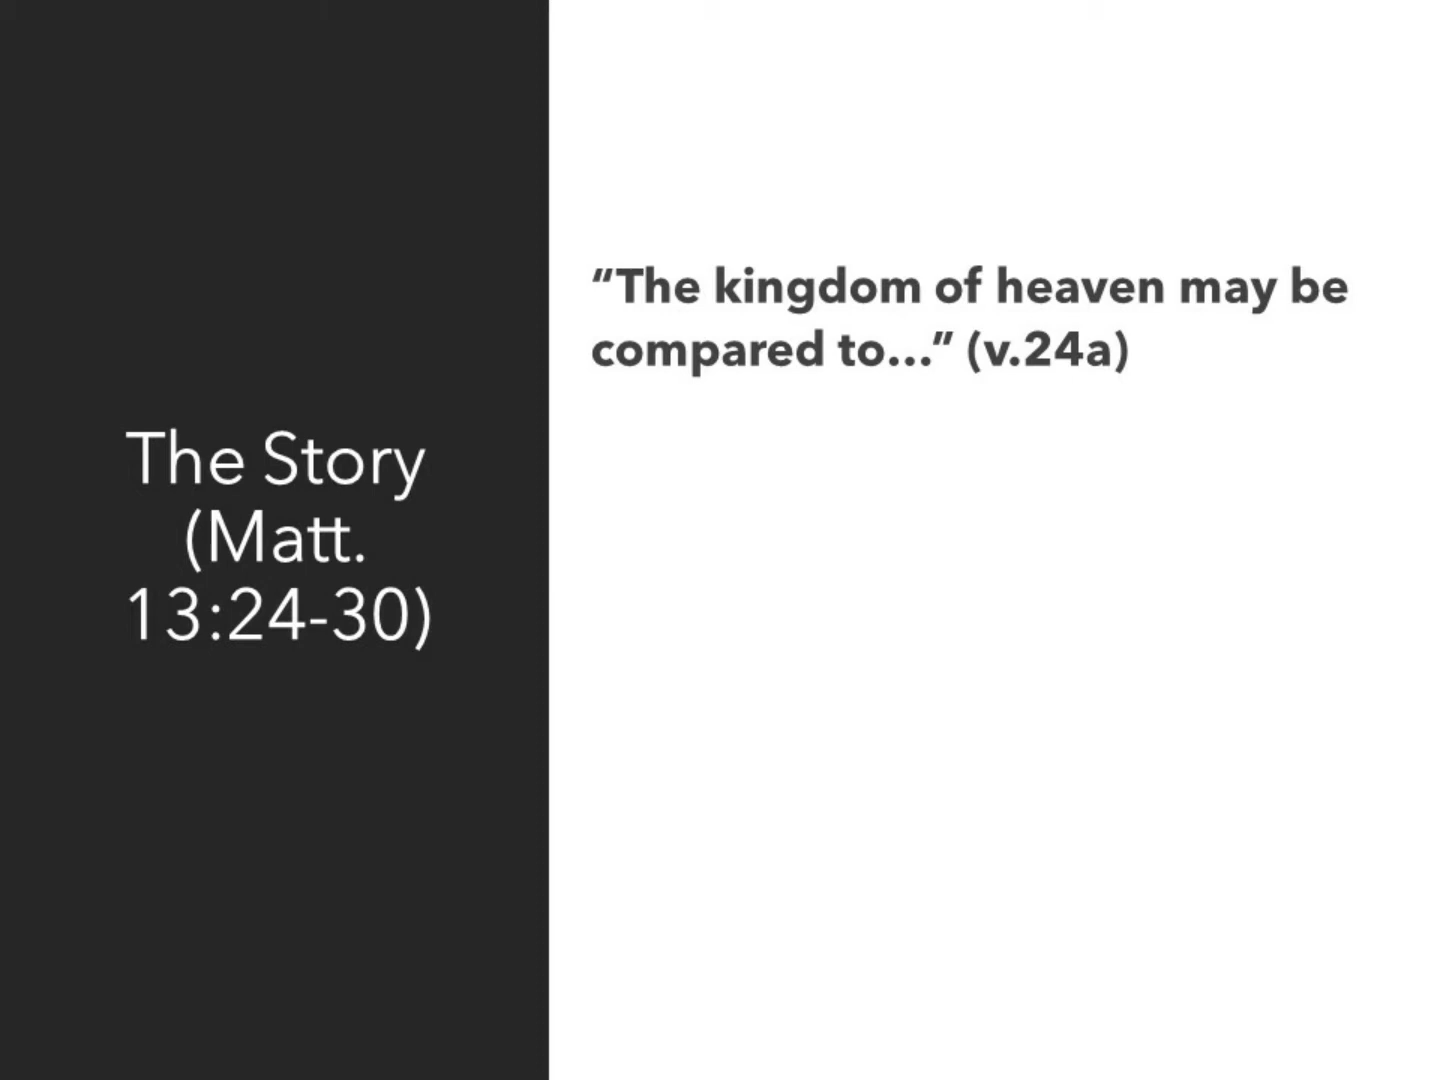 The Story
(Matt.
13:24-30)
“The kingdom of heaven may be
compared to…” (v.24a)